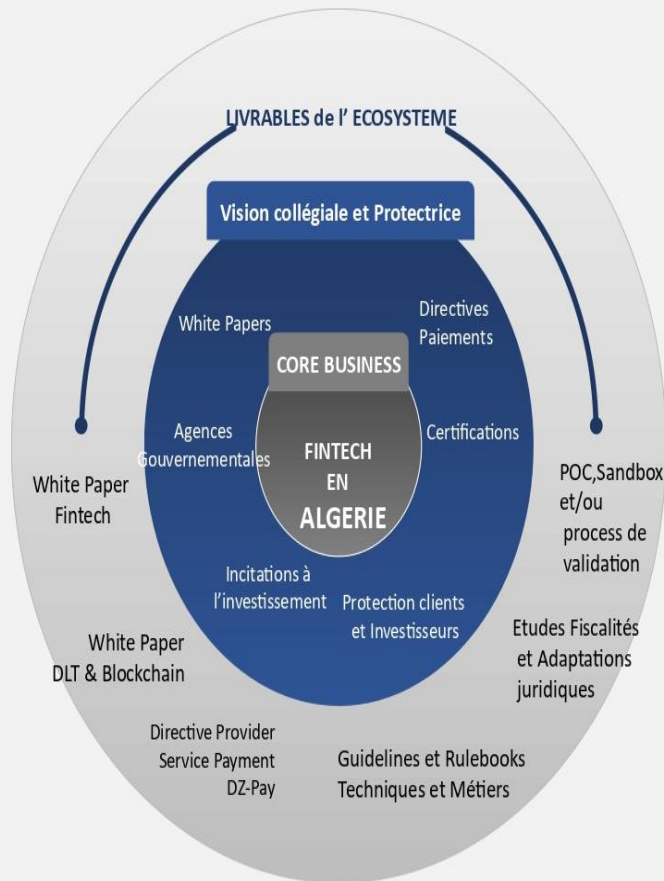 LIVRABLES de l' ECOSYSTEME
Vision collégiale et Protectrice
White Papers
Directives
Paiements
CORE BUSINESS
Agences
Gouvernementales
Certifications
FINTECH
EN
ALGERIE
Incitations à
l'investissement
Protection clients
et Investisseurs
White Paper
Fintech
POC,Sandbox
et/ou
process de
validation
White Paper
DLT & Blockchain
Etudes Fiscalités
et Adaptations
juridiques
Directive Provider
Service Payment
DZ-Pay
Guidelines et Rulebooks
Techniques et Métiers